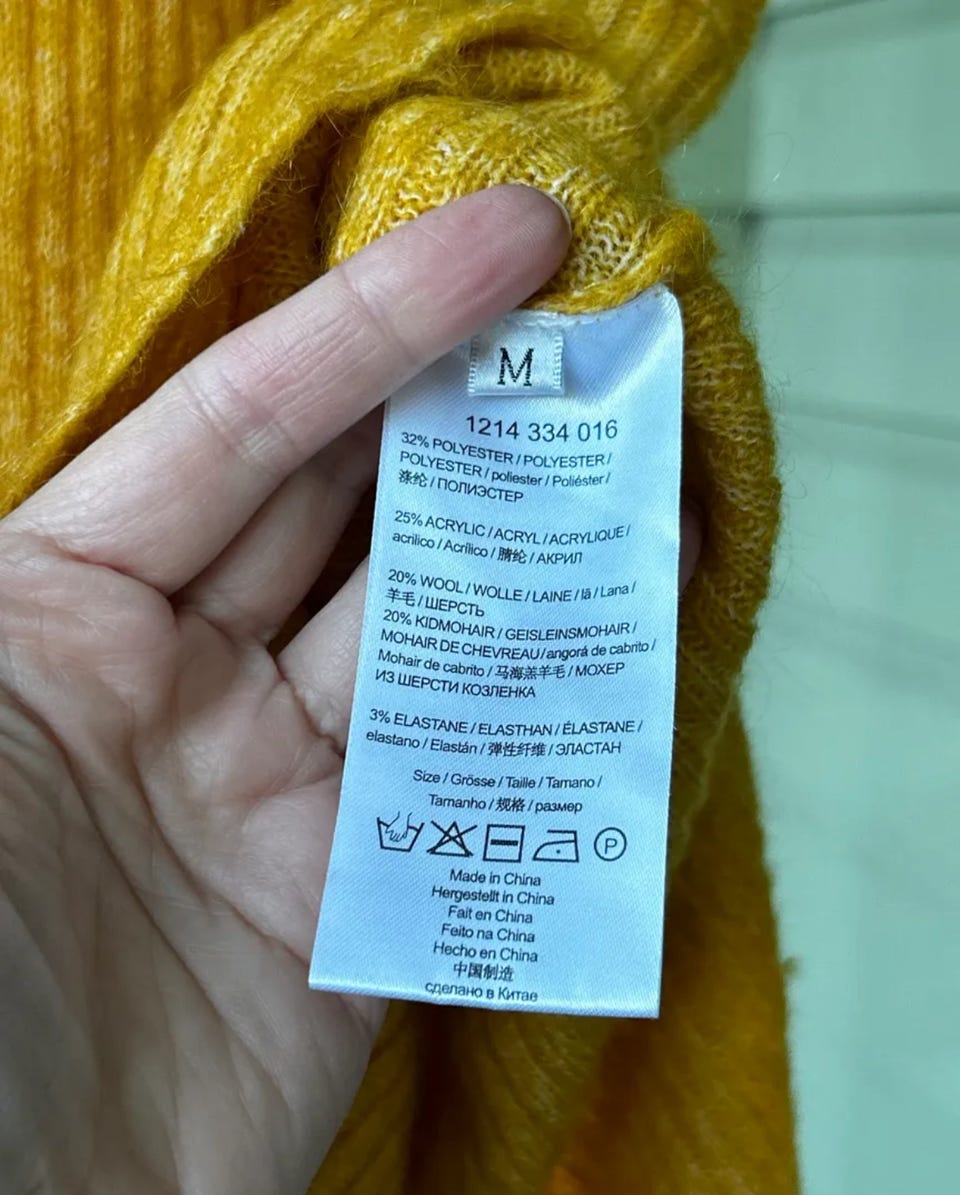 M
1214 334 016
32% POLYESTER / POLYESTER /
POLYESTER / poliester / Poliéster /
涤纶 / ПОЛИЭСТЕР
25% ACRYLIC / ACRYL / ACRYLIQUE /
acrilico / Acrílico / 腈纶 / АКРИЛ
20% WOOL / WOLLE / LAINE / lã / Lana /
羊毛 / ШЕРСТЬ
20% KIDMOHAIR / GEISLEINSMOHAIR /
MOHAIR DE CHEVREAU / angorá de cabrito /
Mohair de cabrito / 马海羔羊毛 / МОХЕР
ИЗ ШЕРСТИ КОЗЛЕНКА
3% ELASTANE / ELASTHAN / ÉLASTANE /
elastano / Elastán / 弹性纤维 / ЭЛАСТАН
Size / Grösse / Taille / Tamano /
Tamanho / 规格 / размер
P
Made in China
Hergestellt in China
Fait en China
Feito na China
Hecho en China
中国制造
сделано в Китае